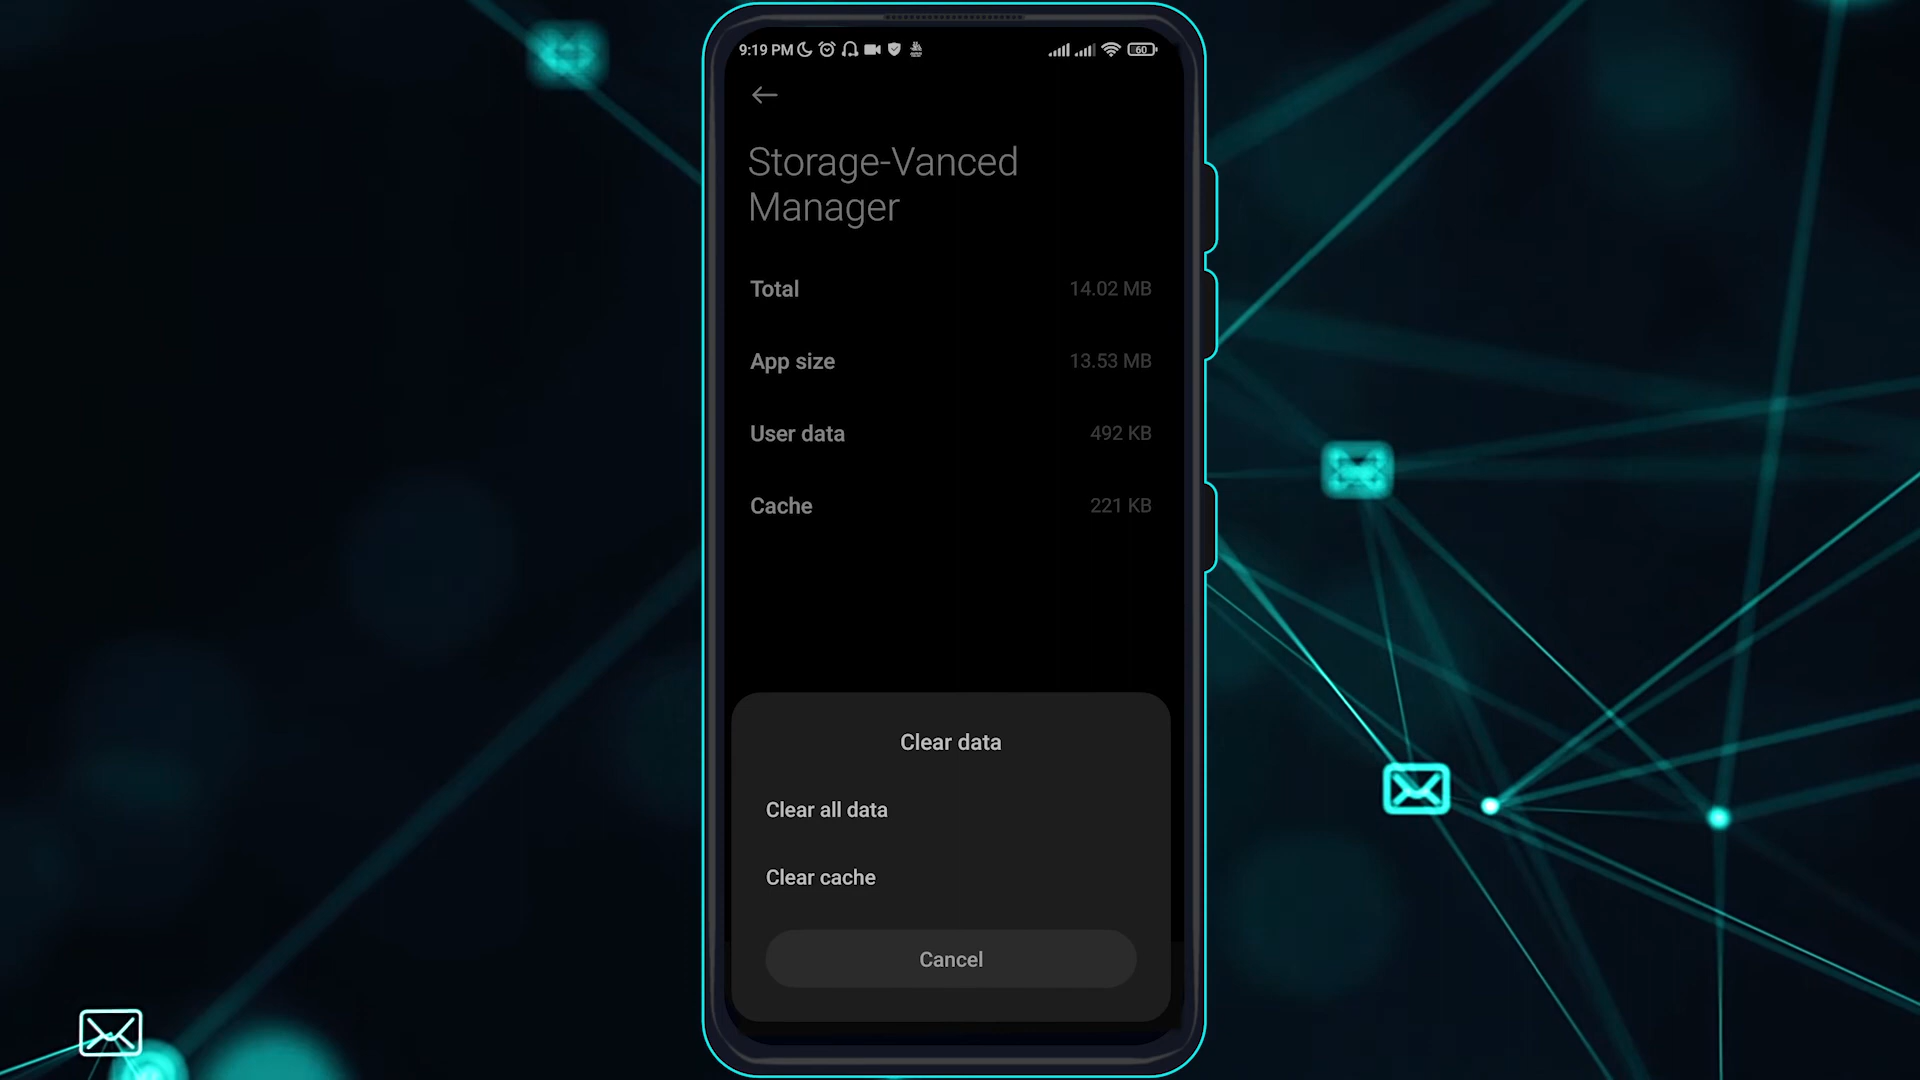 9:19 PM
60
Storage-Vanced
Manager
Total 14.02 MB
App size 13.53 MB
User data 492 KB
Cache 221 KB
Clear data
Clear all data
Clear cache
Cancel